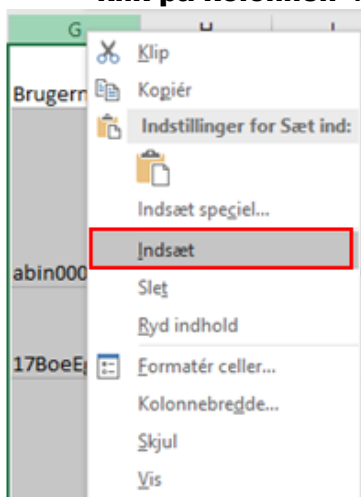 G H
Klip
Brugern
Kopiér
Indstillinger for Sæt ind:
Indsæt speciel...
Indsæt
abin000
Slet
Ryd indhold
17BoeEg
Formatér celler...
Kolonnebredde...
Skjul
Vis